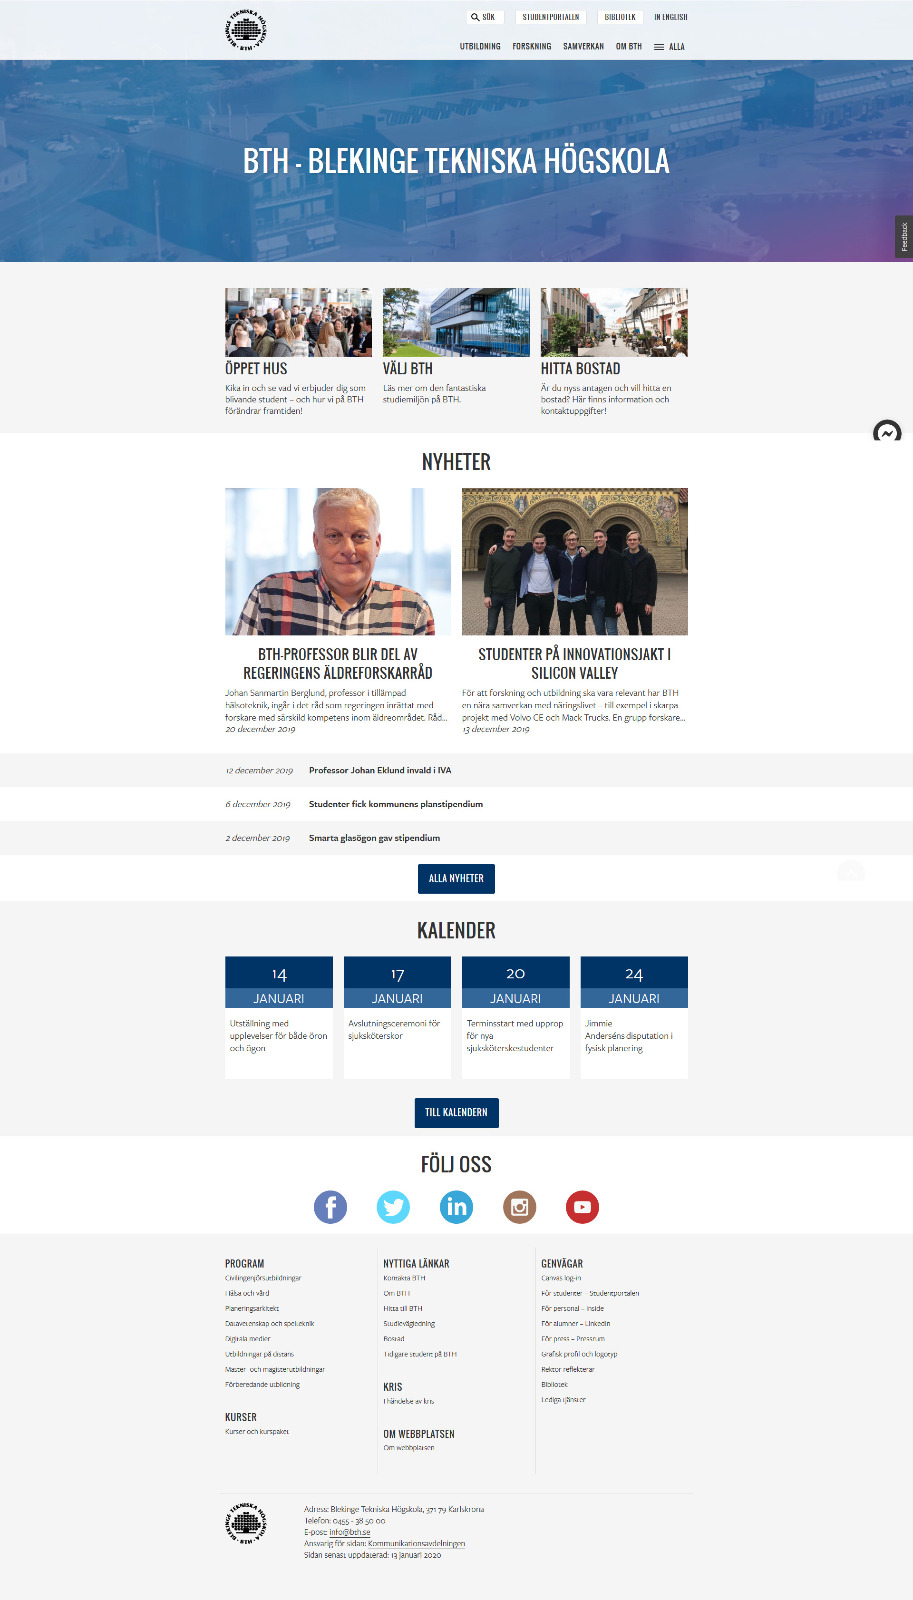 BLEKINGE TEKNISKA HÖGSKOLA · BTH ·
SÖK
STUDENTPORTALEN
BIBLIOTEK
IN ENGLISH
UTBILDNING
FORSKNING
SAMVERKAN
OM BTH
ALLA
BTH - BLEKINGE TEKNISKA HÖGSKOLA
Feedback
ÖPPET HUS
Kika in och se vad vi erbjuder dig som
blivande student – och hur vi på BTH
förändrar framtiden!
VÄLJ BTH
Läs mer om den fantastiska
studiemiljön på BTH.
HITTA BOSTAD
Är du nyss antagen och vill hitta en
bostad? Här finns information och
kontaktuppgifter!
NYHETER
BTH-PROFESSOR BLIR DEL AV
REGERINGENS ÄLDREFORSKARRÅD
Johan Sanmartin Berglund, professor i tillämpad
hälsoteknik, ingår i det råd som regeringen inrättat med
forskare med särskild kompetens inom äldreområdet. Råd...
20 december 2019
STUDENTER PÅ INNOVATIONSJAKT I
SILICON VALLEY
För att forskning och utbildning ska vara relevant har BTH
en nära samverkan med näringslivet – till exempel i skarpa
projekt med Volvo CE och Mack Trucks. En grupp forskare...
13 december 2019
12 december 2019 Professor Johan Eklund invald i IVA
6 december 2019 Studenter fick kommunens planstipendium
2 december 2019 Smarta glasögon gav stipendium
ALLA NYHETER
KALENDER
14
JANUARI
Utställning med
upplevelser för både öron
och ögon
17
JANUARI
Avslutningsceremoni för
sjuksköterskor
20
JANUARI
Terminsstart med upprop
för nya
sjuksköterskestudenter
24
JANUARI
Jimmie
Anderséns disputation i
fysisk planering
TILL KALENDERN
FÖLJ OSS
PROGRAM
Civilingenjörsutbildningar
Hälsa och vård
Planeringsarkitekt
Datavetenskap och spelteknik
Digitala medier
Utbildningar på distans
Master- och magisterutbildningar
Förberedande utbildning
KURSER
Kurser och kurspaket
NYTTIGA LÄNKAR
Kontakta BTH
Om BTH
Hitta till BTH
Studievägledning
Bostad
Tidigare student på BTH
KRIS
I händelse av kris
OM WEBBPLATSEN
Om webbplatsen
GENVÄGAR
Canvas log-in
För studenter – Studentportalen
För personal – Inside
För alumner – LinkedIn
För press – Pressrum
Grafisk profil och logotyp
Rektor reflekterar
Bibliotek
Lediga tjänster
BLEKINGE TEKNISKA HÖGSKOLA · BTH ·
Adress: Blekinge Tekniska Högskola, 371 79 Karlskrona
Telefon: 0455 - 38 50 00
E-post: info@bth.se
Ansvarig för sidan: Kommunikationsavdelningen
Sidan senast uppdaterad: 13 januari 2020